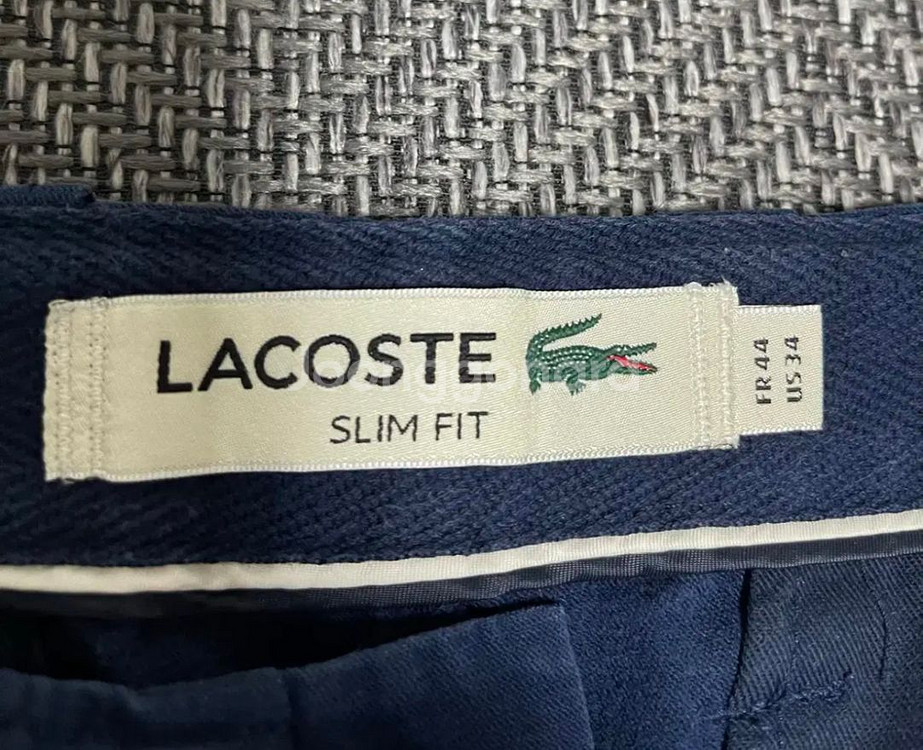 LACOSTE
SLIM FIT
FR 44
US 34